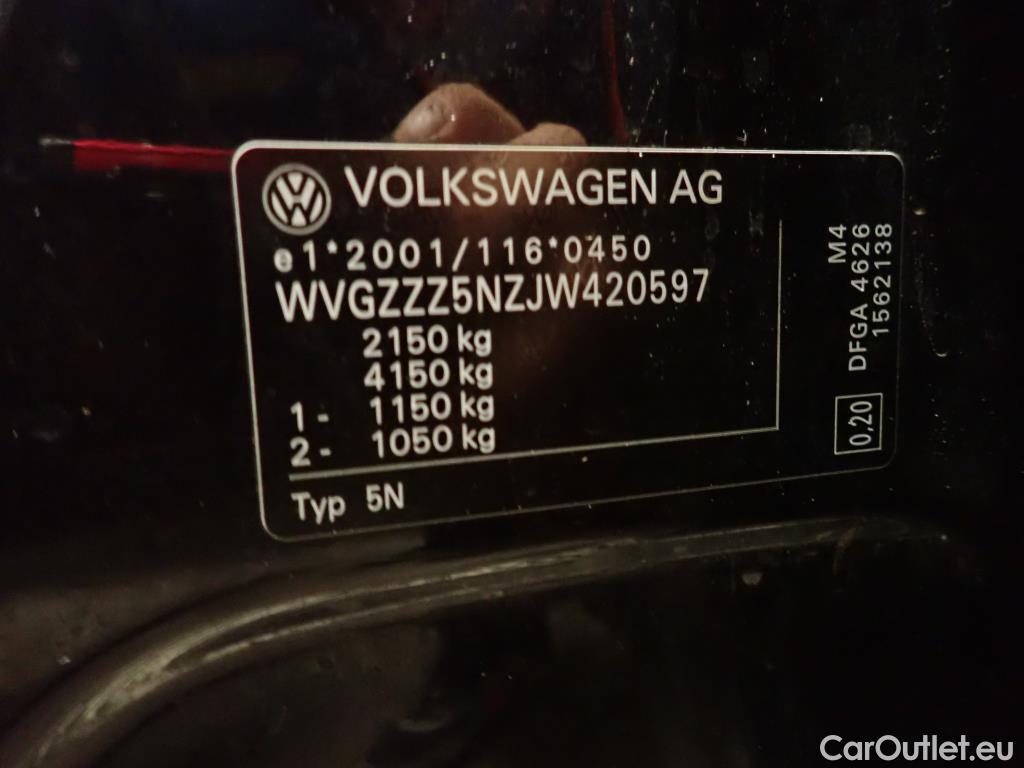 VOLKSWAGEN AG
e1*2001/116*0450
WVGZZZ5NZJW420597
2150 kg
4150 kg
1- 1150 kg
2- 1050 kg
Typ 5N
M4
DFGA 4626
1562138
0,20
CarOutlet.eu